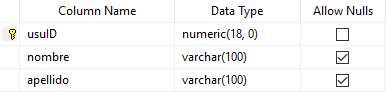 Column Name Data Type Allow Nulls
usuID numeric(18, 0)
nombre varchar(100)
apellido varchar(100)